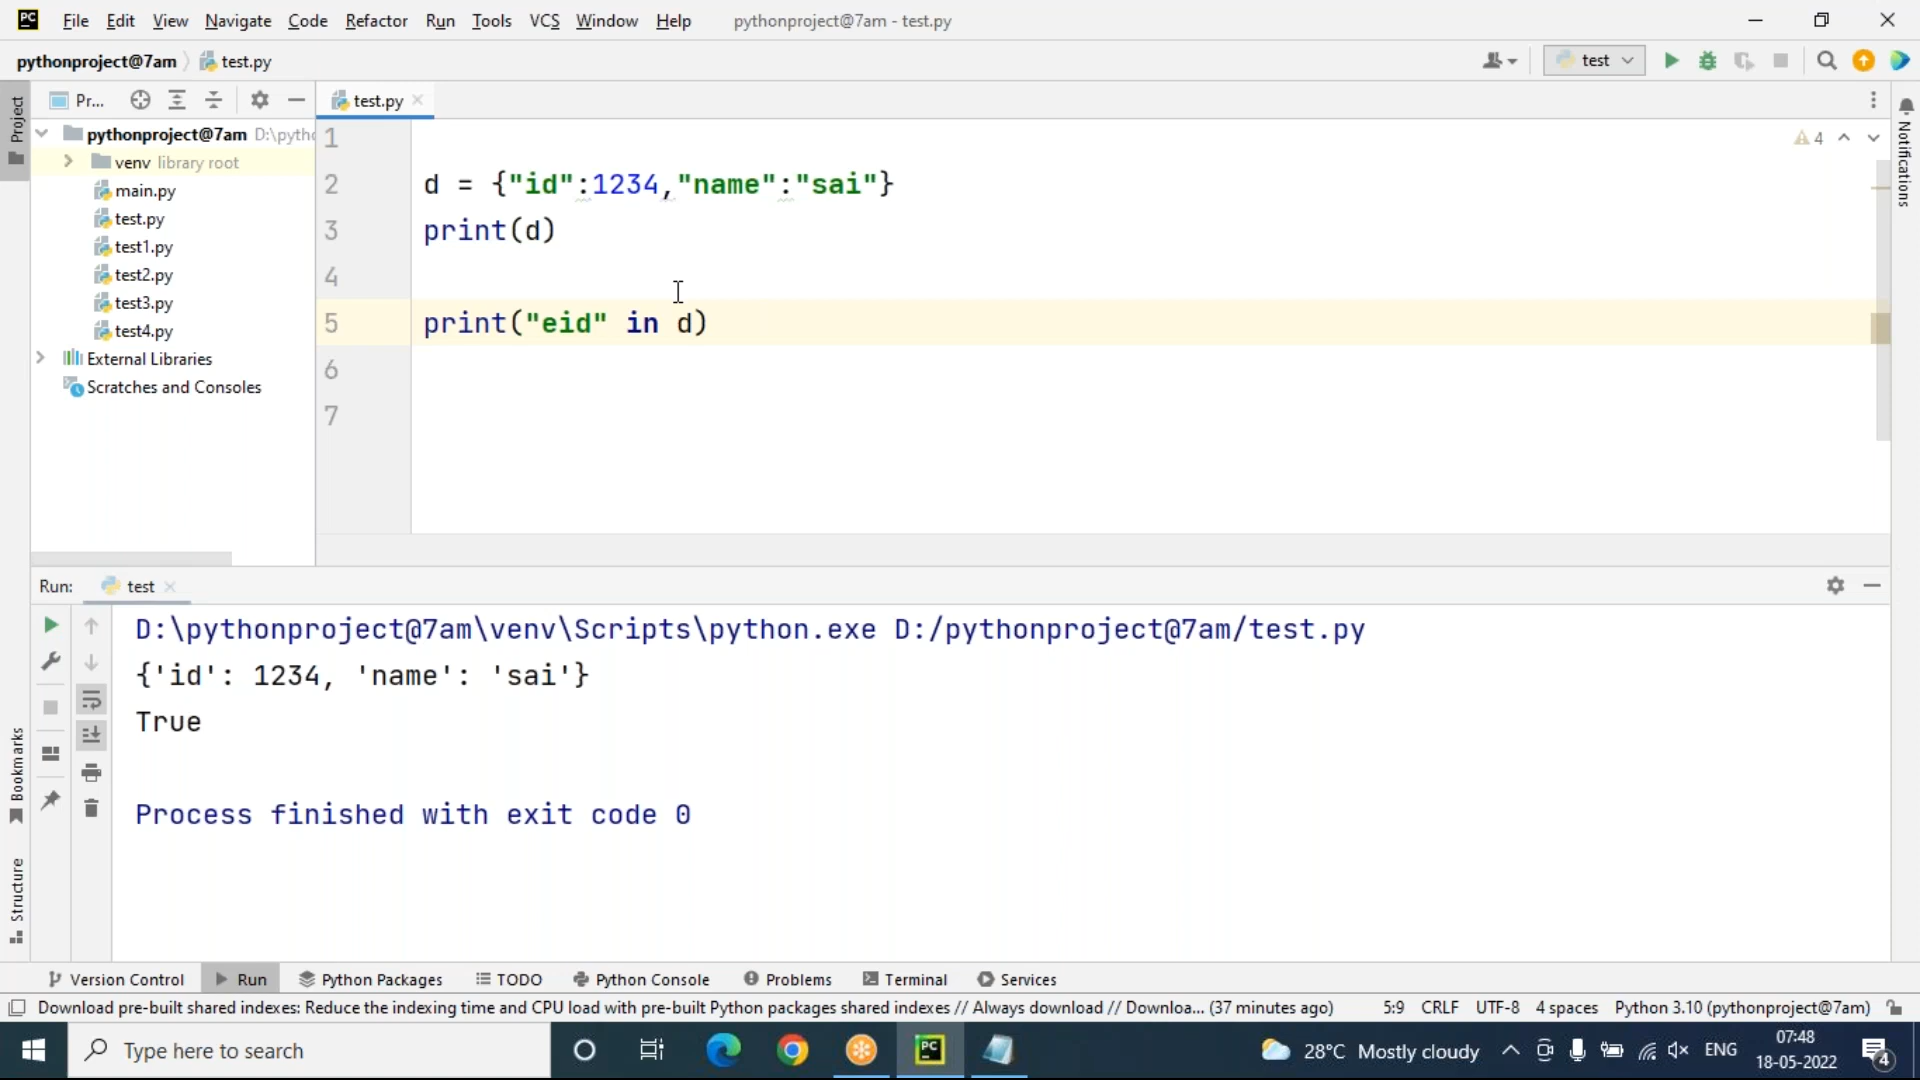 PC File Edit View Navigate Code Refactor Run Tools VCS Window Help pythonproject@7am - test.py
pythonproject@7am test.py test
Project Pr... test.py Notifications
pythonproject@7am D:\pytho
venv library root
main.py
test.py
test1.py
test2.py
test3.py
test4.py
External Libraries
Scratches and Consoles
4
1
2 d = {"id":1234,"name":"sai"}
3 print(d)
4
5 print("eid" in d)
6
7
Run: test
D:\pythonproject@7am\venv\Scripts\python.exe D:/pythonproject@7am/test.py
{'id': 1234, 'name': 'sai'}
True
Process finished with exit code 0
Bookmarks
Structure
Version Control Run Python Packages TODO Python Console Problems Terminal Services
Download pre-built shared indexes: Reduce the indexing time and CPU load with pre-built Python packages shared indexes // Always download // Downloa... (37 minutes ago) 5:9 CRLF UTF-8 4 spaces Python 3.10 (pythonproject@7am)
Type here to search PC 28°C Mostly cloudy ENG 07:48
18-05-2022 4